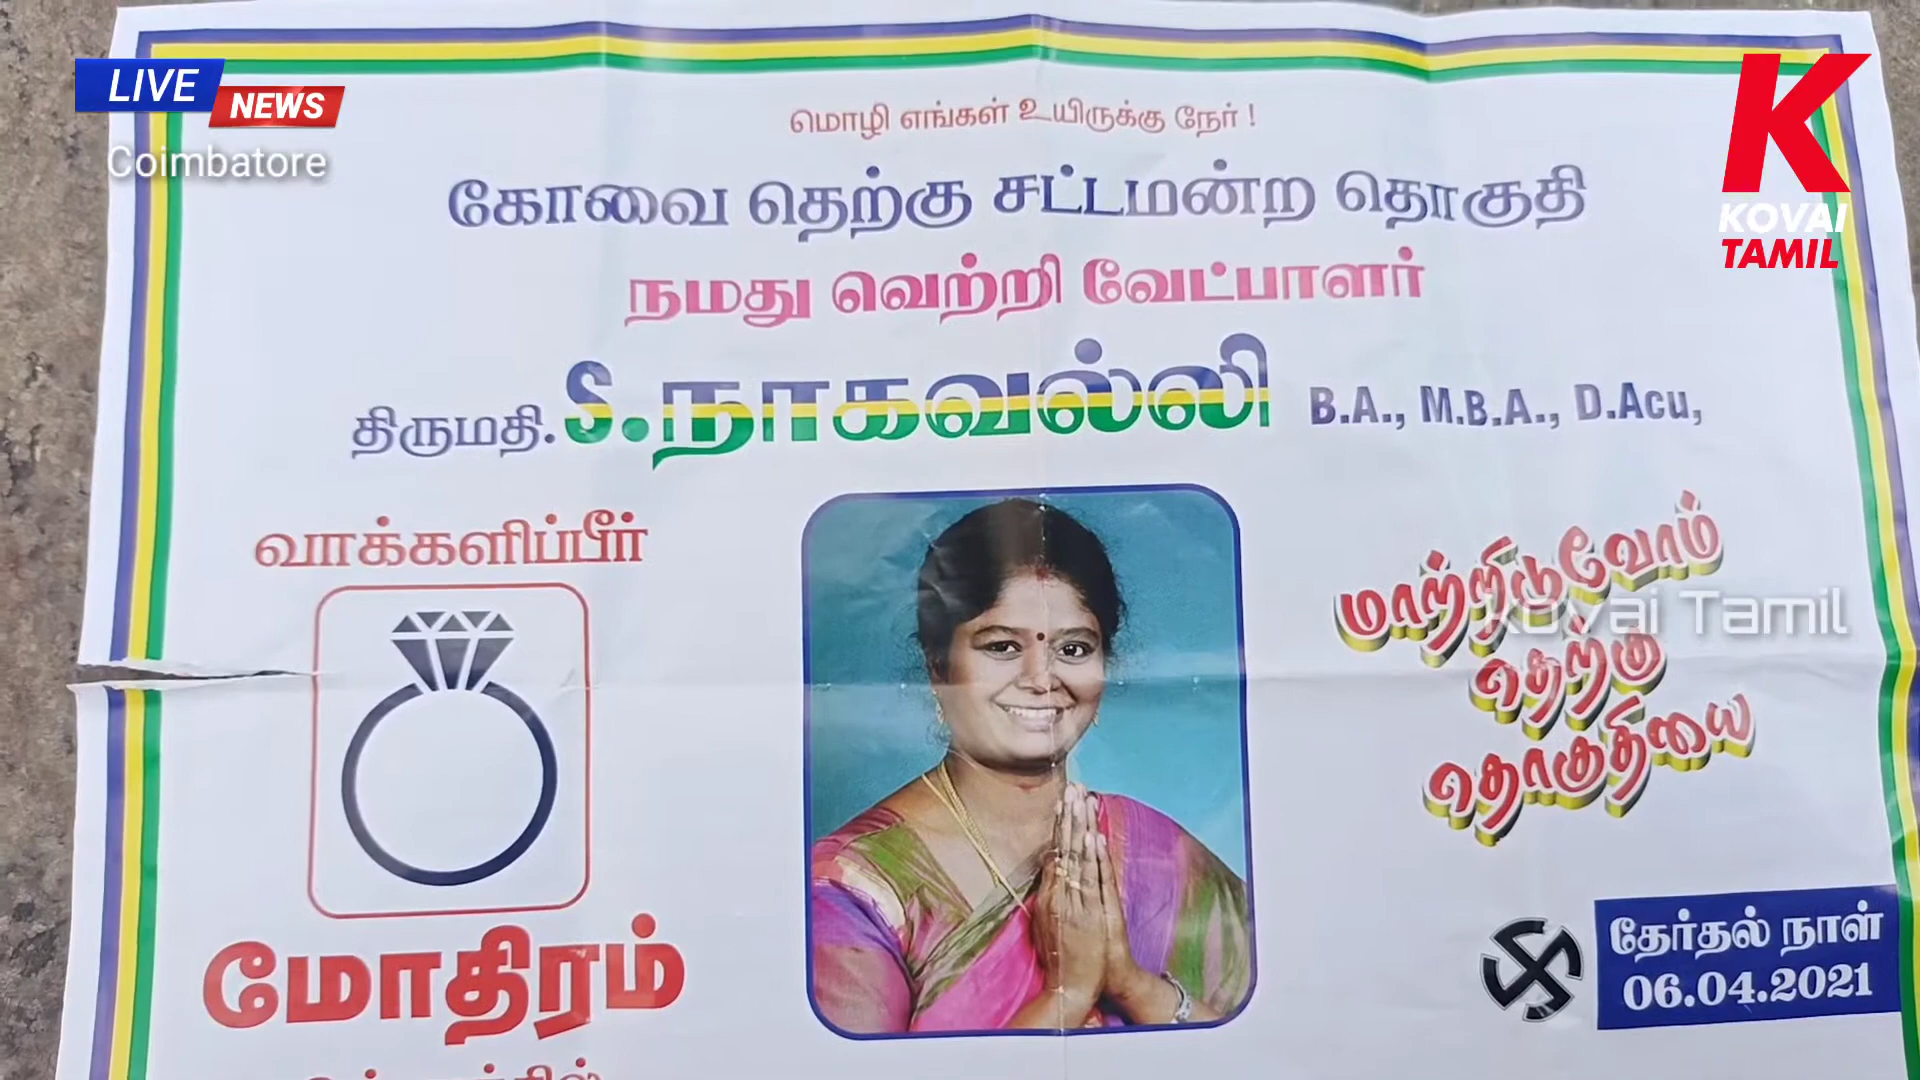 LIVE NEWS
Coimbatore
K
KOVAI
TAMIL
மொழி எங்கள் உயிருக்கு நேர் !
கோவை தெற்கு சட்டமன்ற தொகுதி
நமது வெற்றி வேட்பாளர்
திருமதி. S.நாகவல்லி B.A., M.B.A., D.Acu,
வாக்களிப்பீர்
மோதிரம்
மாற்றிடுவோம்
தெற்கு
தொகுதியை
kovai Tamil
தேர்தல் நாள்
06.04.2021